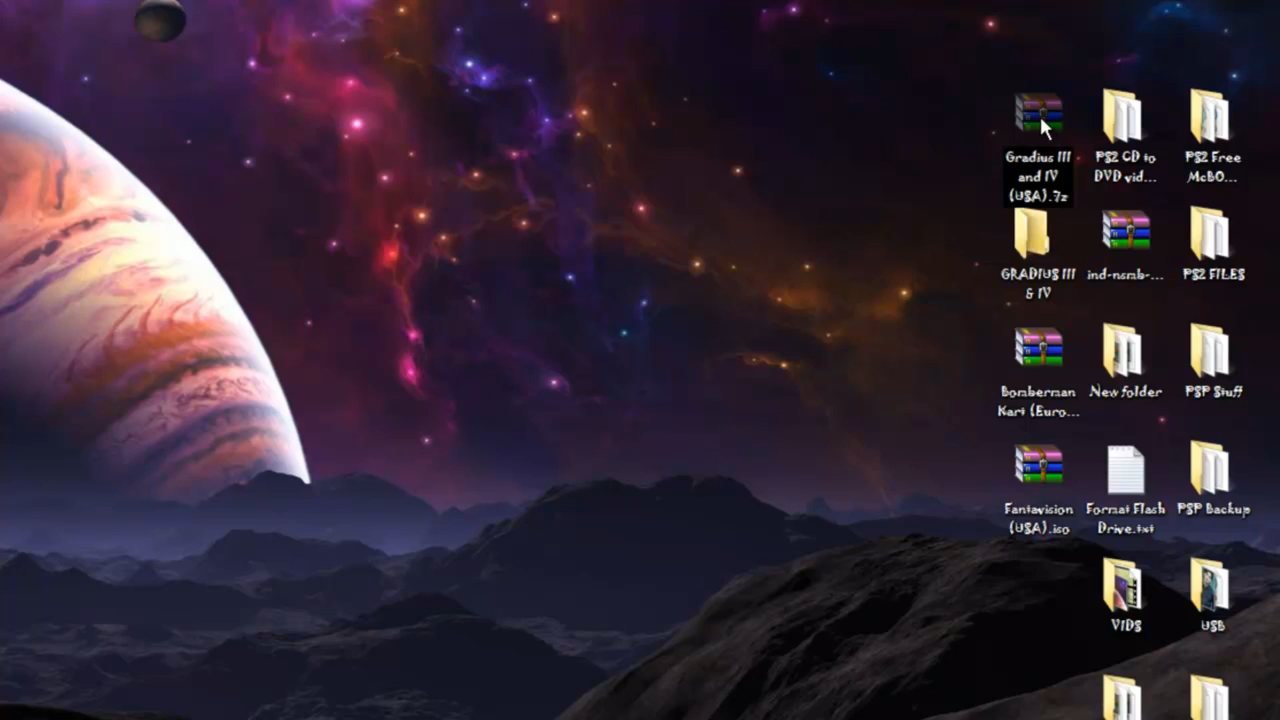 Gradius III
and IV
(USA).7z
PS2 CD to
DVD vid...
PS2 Free
McBO...
GRADIUS III
& IV
ind-nsmb-...
PS2 FILES
Bomberman
Kart (Euro...
New folder
PSP Stuff
Fantavision
(USA).iso
Format Flash
Drive.txt
PSP Backup
VIDS
USB